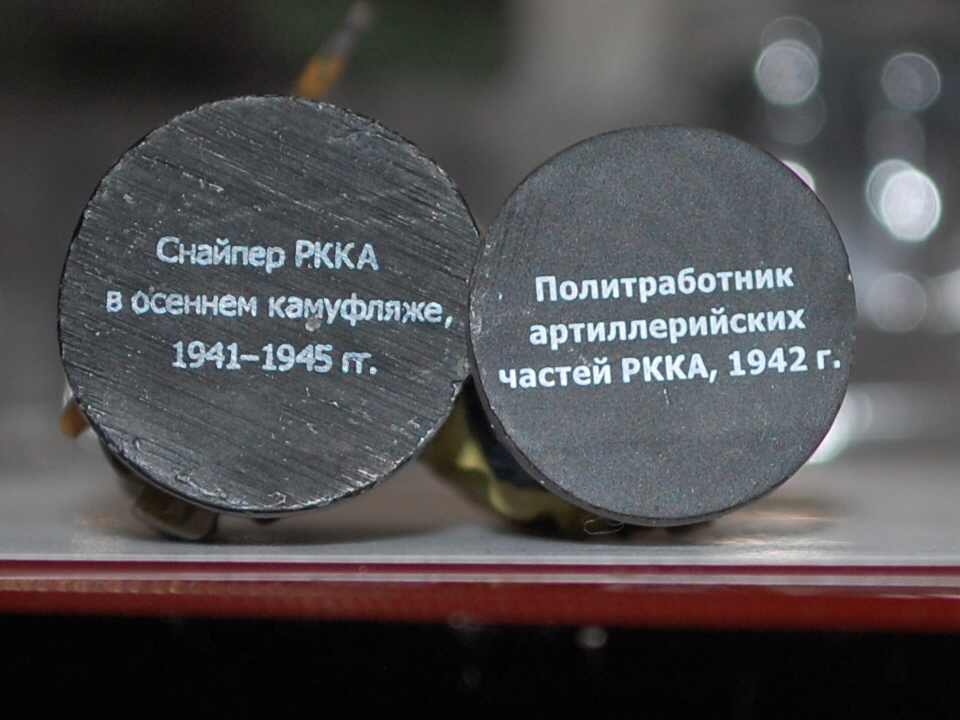 Снайпер РККА
в осеннем камуфляже,
1941–1945 гг.
Политработник
артиллерийских
частей РККА, 1942 г.